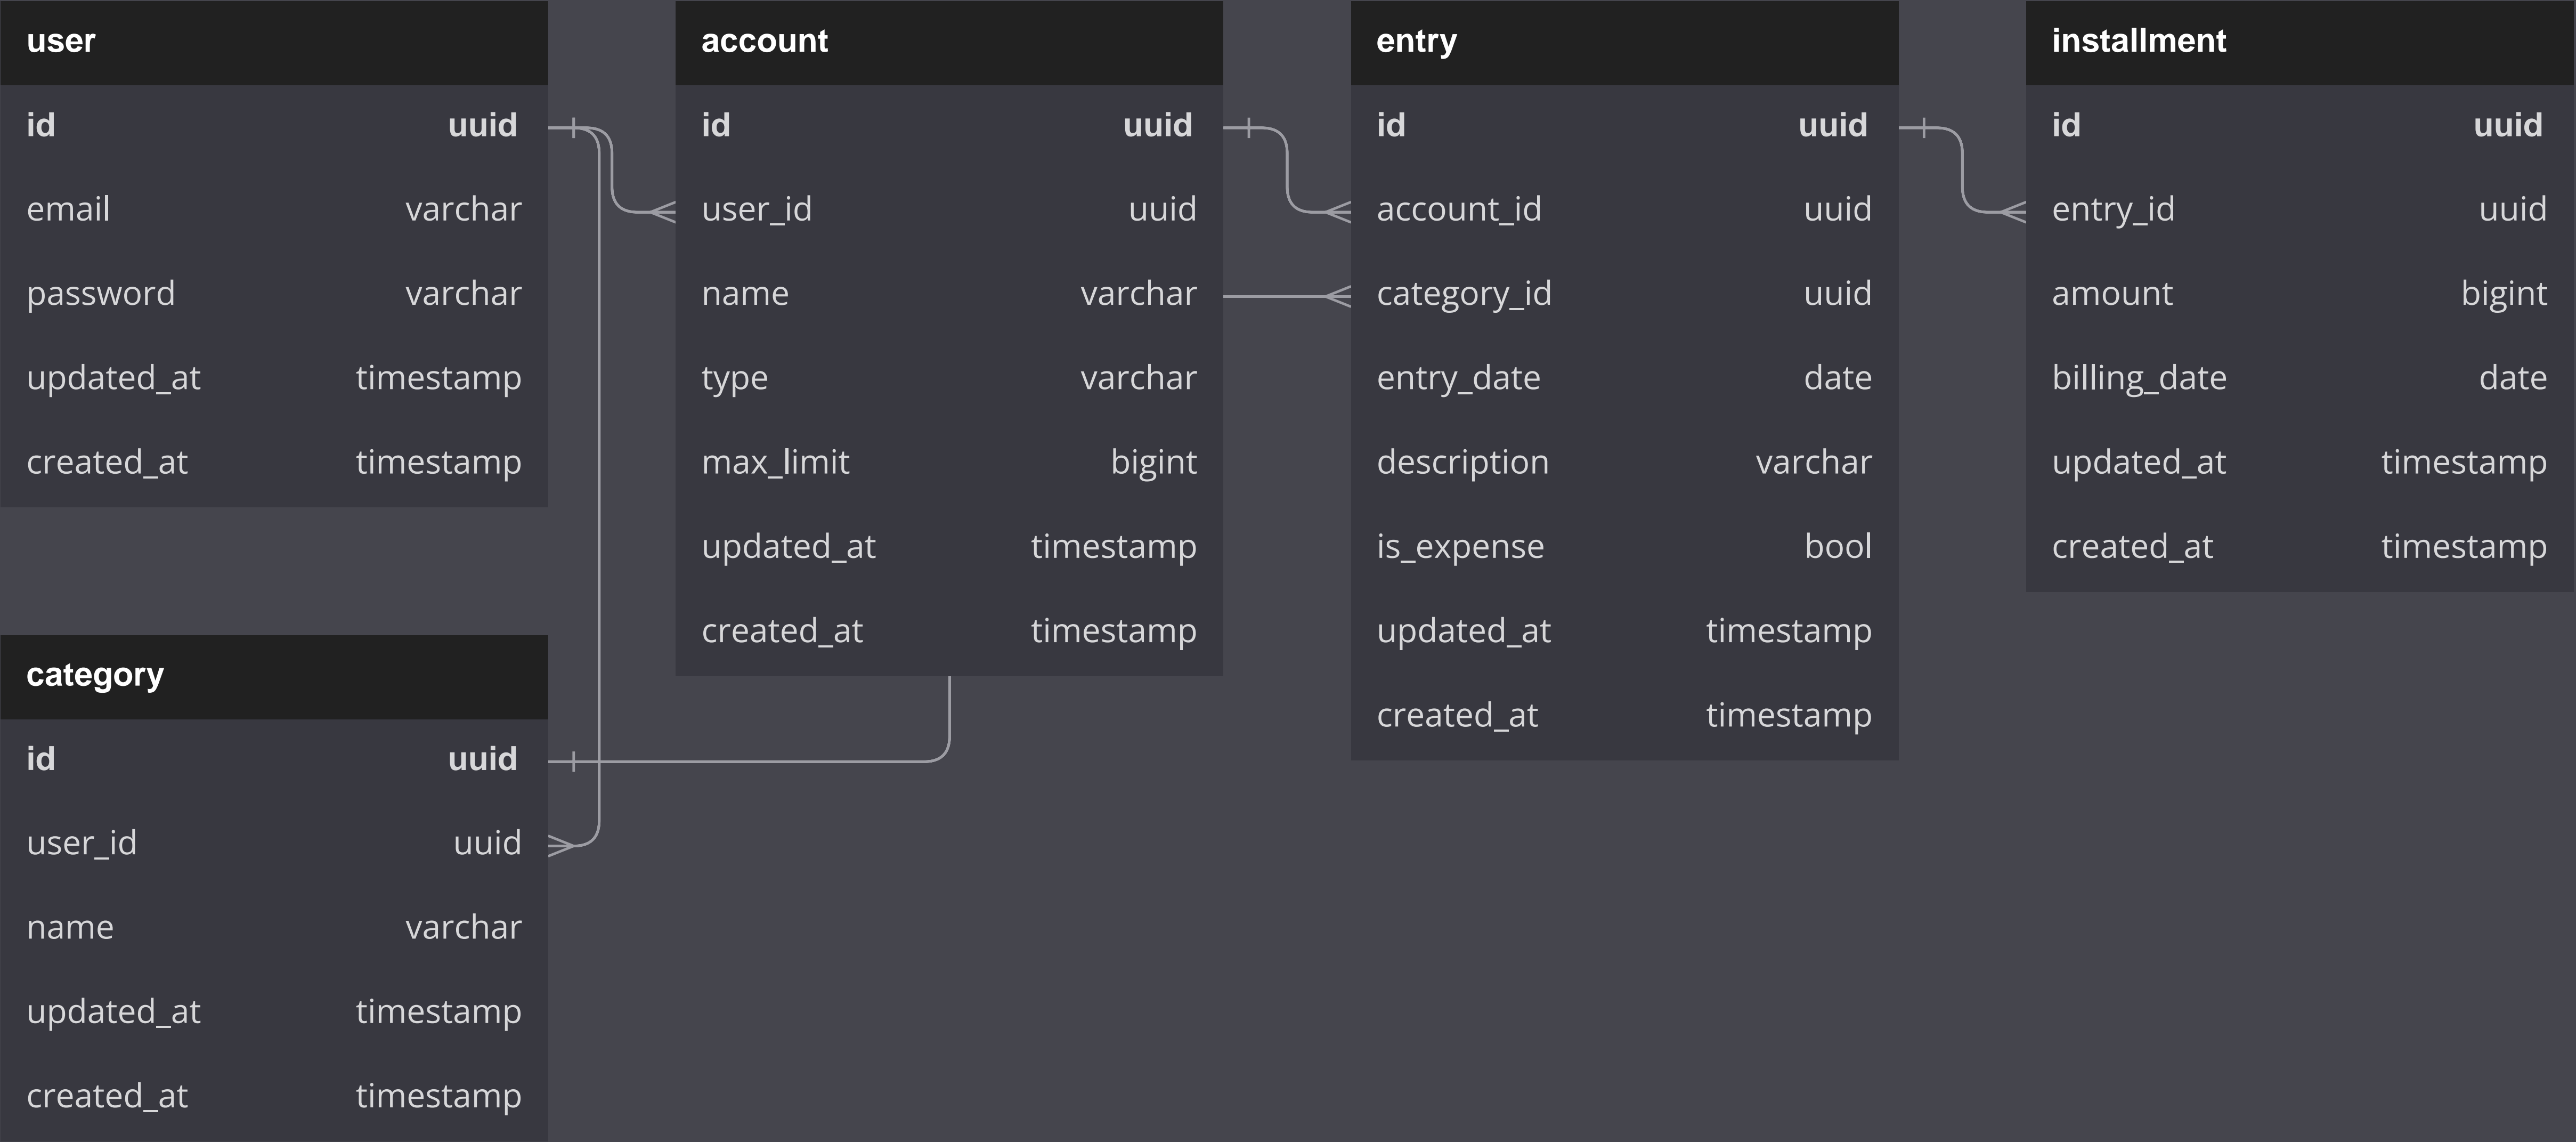 user
id uuid
email varchar
password varchar
updated_at timestamp
created_at timestamp
account
id uuid
user_id uuid
name varchar
type varchar
max_limit bigint
updated_at timestamp
created_at timestamp
entry
id uuid
account_id uuid
category_id uuid
entry_date date
description varchar
is_expense bool
updated_at timestamp
created_at timestamp
installment
id uuid
entry_id uuid
amount bigint
billing_date date
updated_at timestamp
created_at timestamp
category
id uuid
user_id uuid
name varchar
updated_at timestamp
created_at timestamp